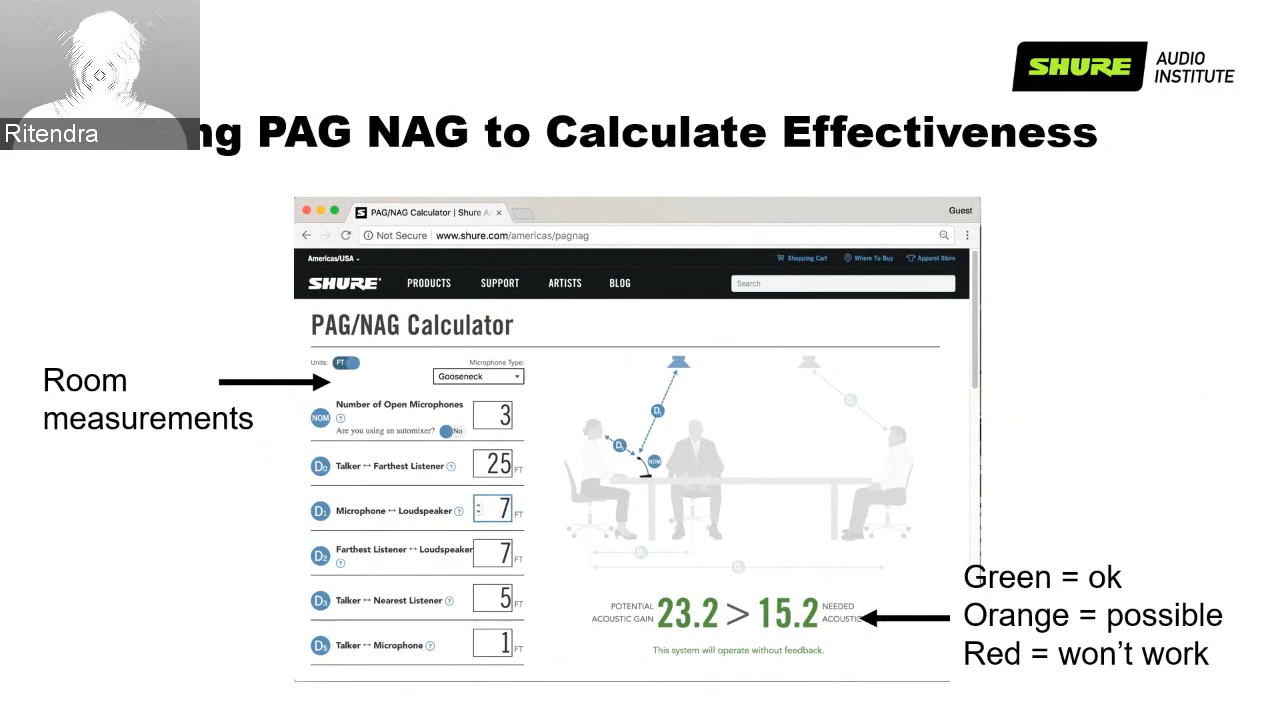 Ritendra
SHURE AUDIO INSTITUTE
ng PAG NAG to Calculate Effectiveness
PAG/NAG Calculator | Shure A
Guest
Not Secure www.shure.com/americas/pagnag
Americas/USA
Shopping Cart Where To Buy Apparel Store
SHURE PRODUCTS SUPPORT ARTISTS BLOG Search
PAG/NAG Calculator
Units: FT
Microphone Type:
Gooseneck
NOM Number of Open Microphones ? 3
Are you using an automixer? No
D0 Talker ↔ Farthest Listener ? 25 FT
D1 Microphone ↔ Loudspeaker ? 7 FT
D2 Farthest Listener ↔ Loudspeaker ? 7 FT
D3 Talker ↔ Nearest Listener ? 5 FT
DS Talker ↔ Microphone ? 1 FT
D1
NOM
POTENTIAL ACOUSTIC GAIN 23.2 > 15.2 NEEDED ACOUSTIC
This system will operate without feedback.
Room
measurements
Green = ok
Orange = possible
Red = won’t work